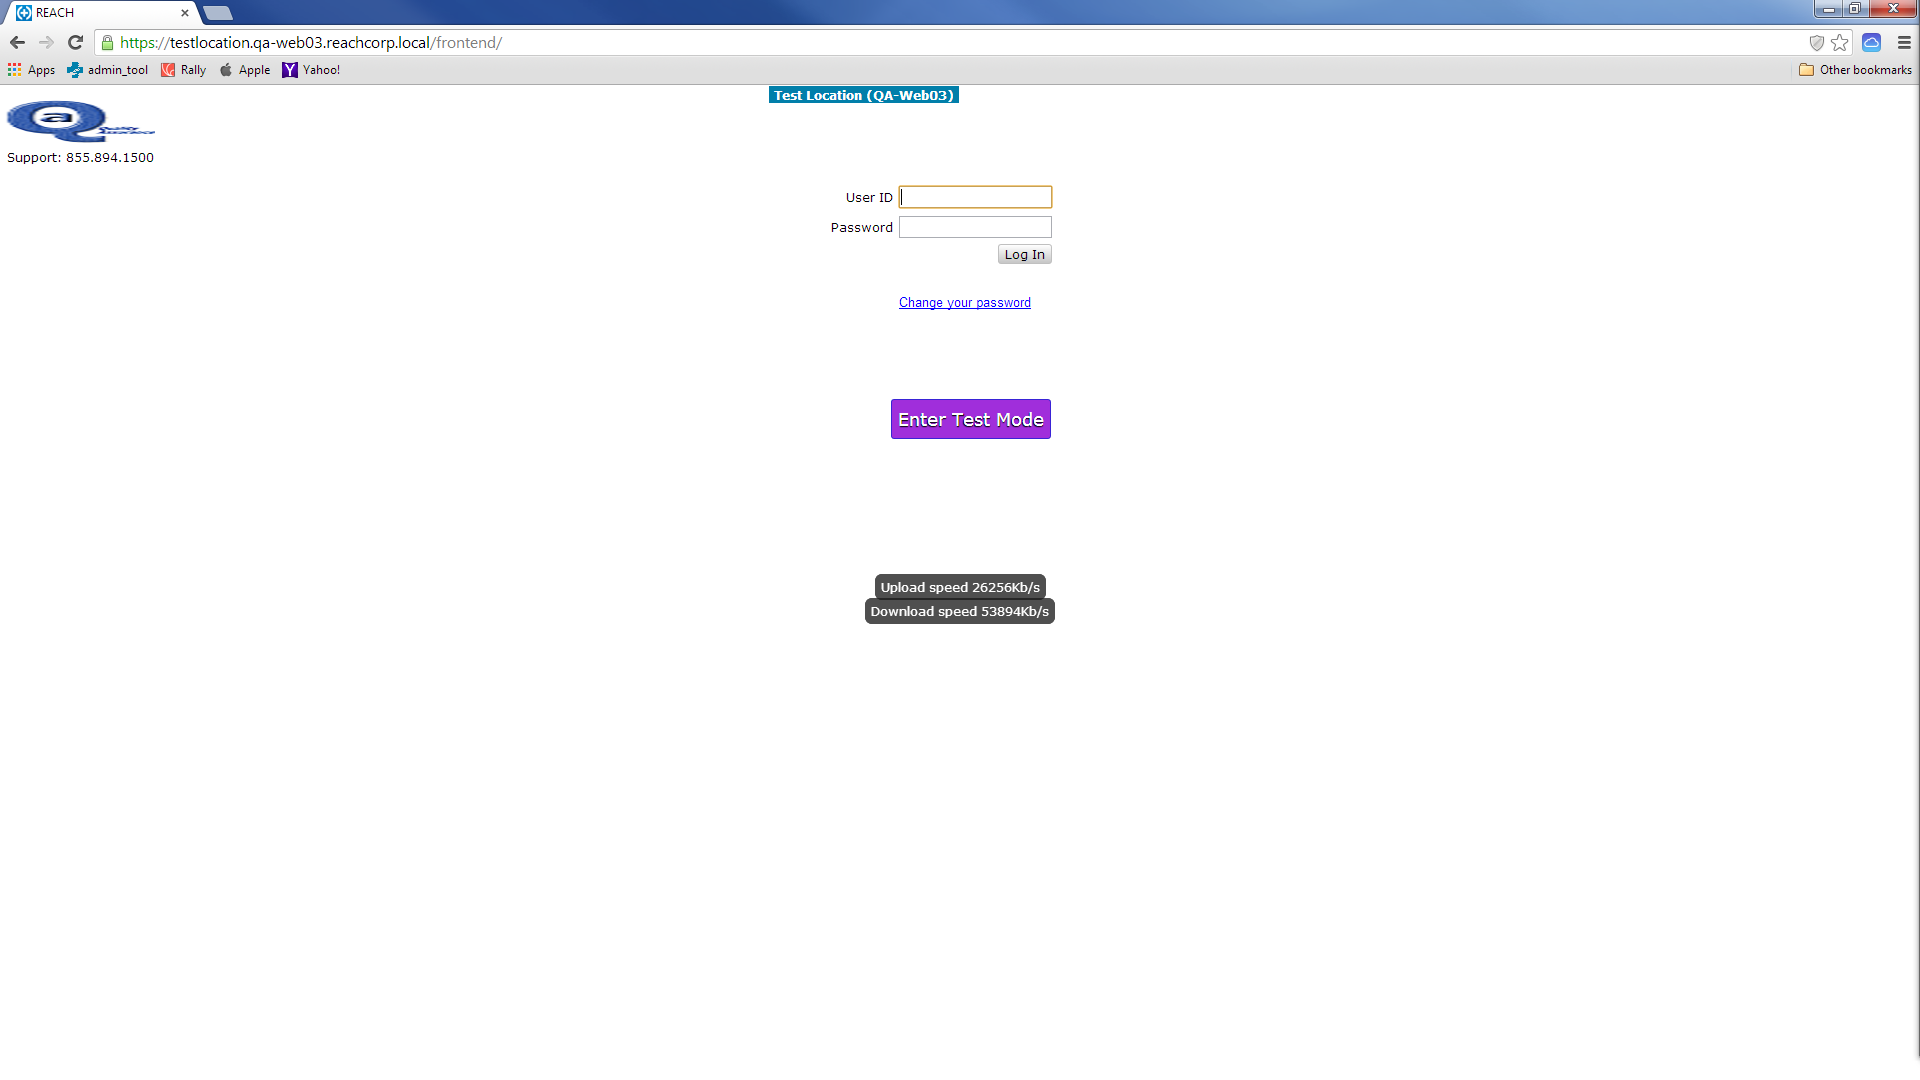 REACH
https://testlocation.qa-web03.reachcorp.local/frontend/
Apps admin_tool Rally Apple Yahoo! Other bookmarks
Test Location (QA-Web03)
a
Quality
Assurance
Support: 855.894.1500
User ID
Password
Log In
Change your password
Enter Test Mode
Upload speed 26256Kb/s
Download speed 53894Kb/s